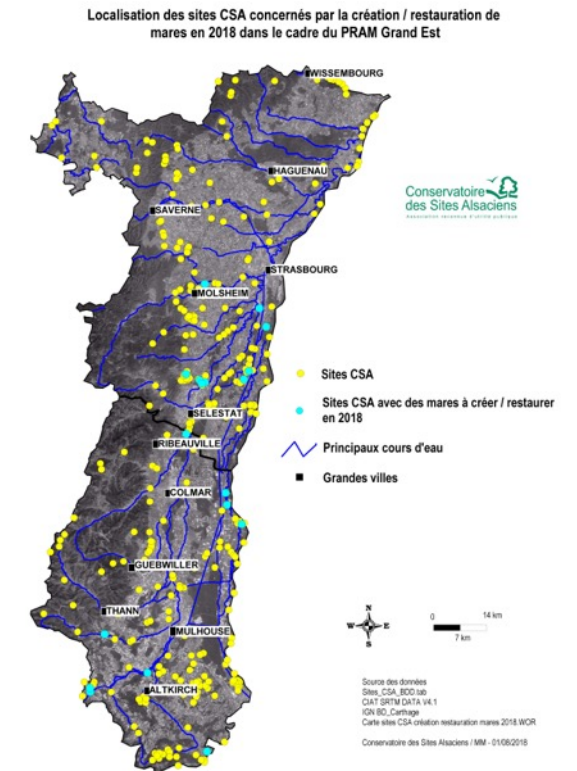 Localisation des sites CSA concernés par la création / restauration de
mares en 2018 dans le cadre du PRAM Grand Est
WISSEMBOURG
HAGUENAU
Conservatoire
des Sites Alsaciens
Association reconnue d'utilité publique
SAVERNE
STRASBOURG
MOLSHEIM
Sites CSA
Sites CSA avec des mares à créer / restaurer
en 2018
SELESTAT
RIBEAUVILLE
Principaux cours d'eau
Grandes villes
COLMAR
GUEBWILLER
THANN
MULHOUSE
N
W E
S
0 14 km
7 km
ALTKIRCH
Source des données
Sites_CSA_BDD.tab
CIAT SRTM DATA V4.1
IGN BD_Carthage
Carte sites CSA création restauration mares 2018.WOR
Conservatoire des Sites Alsaciens / MM - 01/08/2018